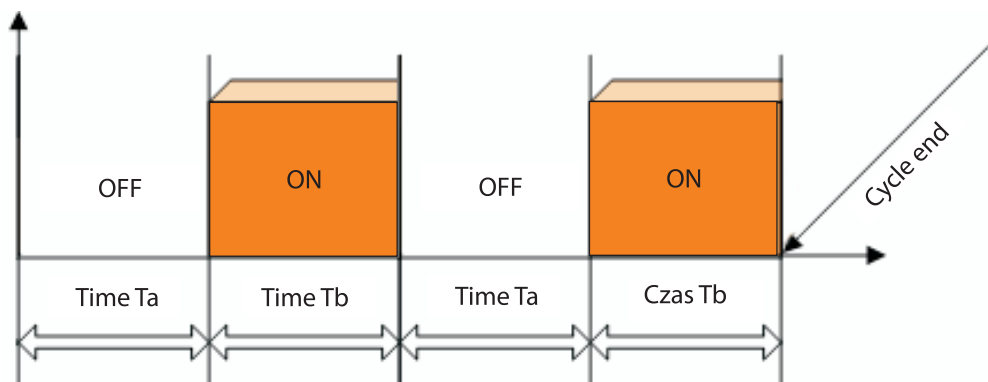 OFF
ON
OFF
ON
Cycle end
Time Ta
Time Tb
Time Ta
Czas Tb